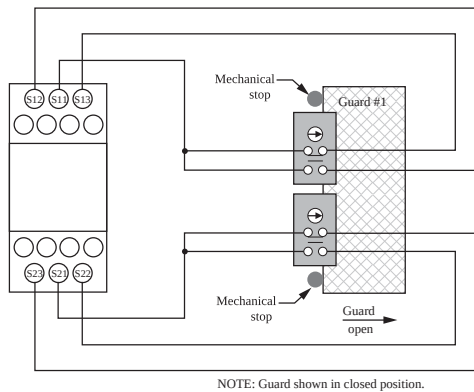 S12 S11 S13
Mechanical
stop
Guard #1
S23 S21 S22
Mechanical
stop
Guard
open
NOTE: Guard shown in closed position.